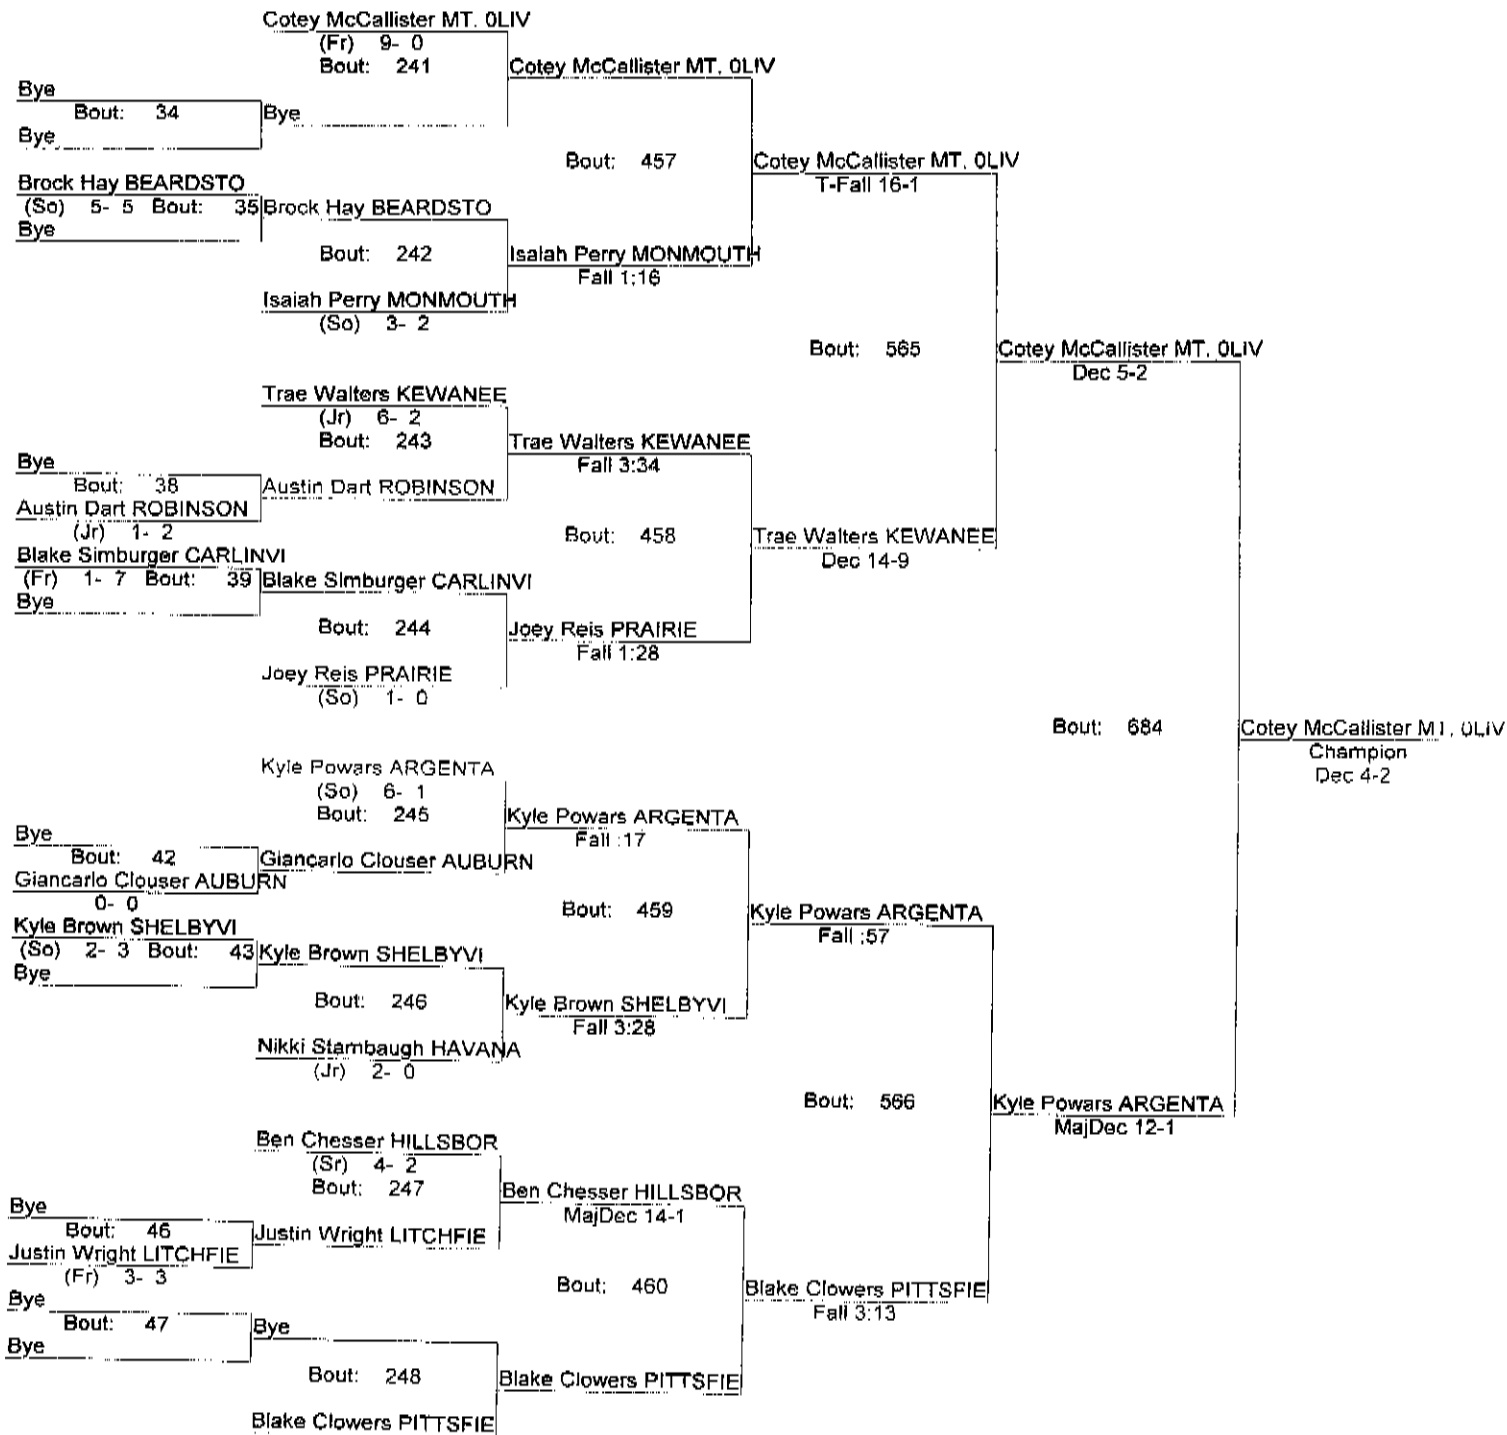 Cotey McCallister MT. 0LIV
(Fr) 9- 0
Bout: 241
Cotey McCallister MT. 0LIV
Bye
Bout: 34
Bye
Bye
Bout: 457
Cotey McCallister MT. 0LIV
T-Fall 16-1
Brock Hay BEARDSTO
(So) 5- 5 Bout: 35
Brock Hay BEARDSTO
Bye
Bout: 242
Isaiah Perry MONMOUTH
Fall 1:16
Isaiah Perry MONMOUTH
(So) 3- 2
Bout: 565
Cotey McCallister MT. 0LIV
Dec 5-2
Trae Walters KEWANEE
(Jr) 6- 2
Bout: 243
Trae Walters KEWANEE
Fall 3:34
Bye
Bout: 38
Austin Dart ROBINSON
Austin Dart ROBINSON
(Jr) 1- 2
Bout: 458
Trae Walters KEWANEE
Dec 14-9
Blake Simburger CARLINVI
(Fr) 1- 7 Bout: 39
Blake Simburger CARLINVI
Bye
Bout: 244
Joey Reis PRAIRIE
Fall 1:28
Joey Reis PRAIRIE
(So) 1- 0
Bout: 684
Cotey McCallister MT. 0LIV
Champion
Dec 4-2
Kyle Powars ARGENTA
(So) 6- 1
Bout: 245
Kyle Powars ARGENTA
Fall :17
Bye
Bout: 42
Giancarlo Clouser AUBURN
Giancarlo Clouser AUBURN
0- 0
Bout: 459
Kyle Powars ARGENTA
Fall :57
Kyle Brown SHELBYVI
(So) 2- 3 Bout: 43
Kyle Brown SHELBYVI
Bye
Bout: 246
Kyle Brown SHELBYVI
Fall 3:28
Nikki Stambaugh HAVANA
(Jr) 2- 0
Bout: 566
Kyle Powars ARGENTA
MajDec 12-1
Ben Chesser HILLSBOR
(Sr) 4- 2
Bout: 247
Ben Chesser HILLSBOR
MajDec 14-1
Bye
Bout: 46
Justin Wright LITCHFIE
Justin Wright LITCHFIE
(Fr) 3- 3
Bout: 460
Blake Clowers PITTSFIE
Fall 3:13
Bye
Bout: 47
Bye
Bye
Bout: 248
Blake Clowers PITTSFIE
Blake Clowers PITTSFIE